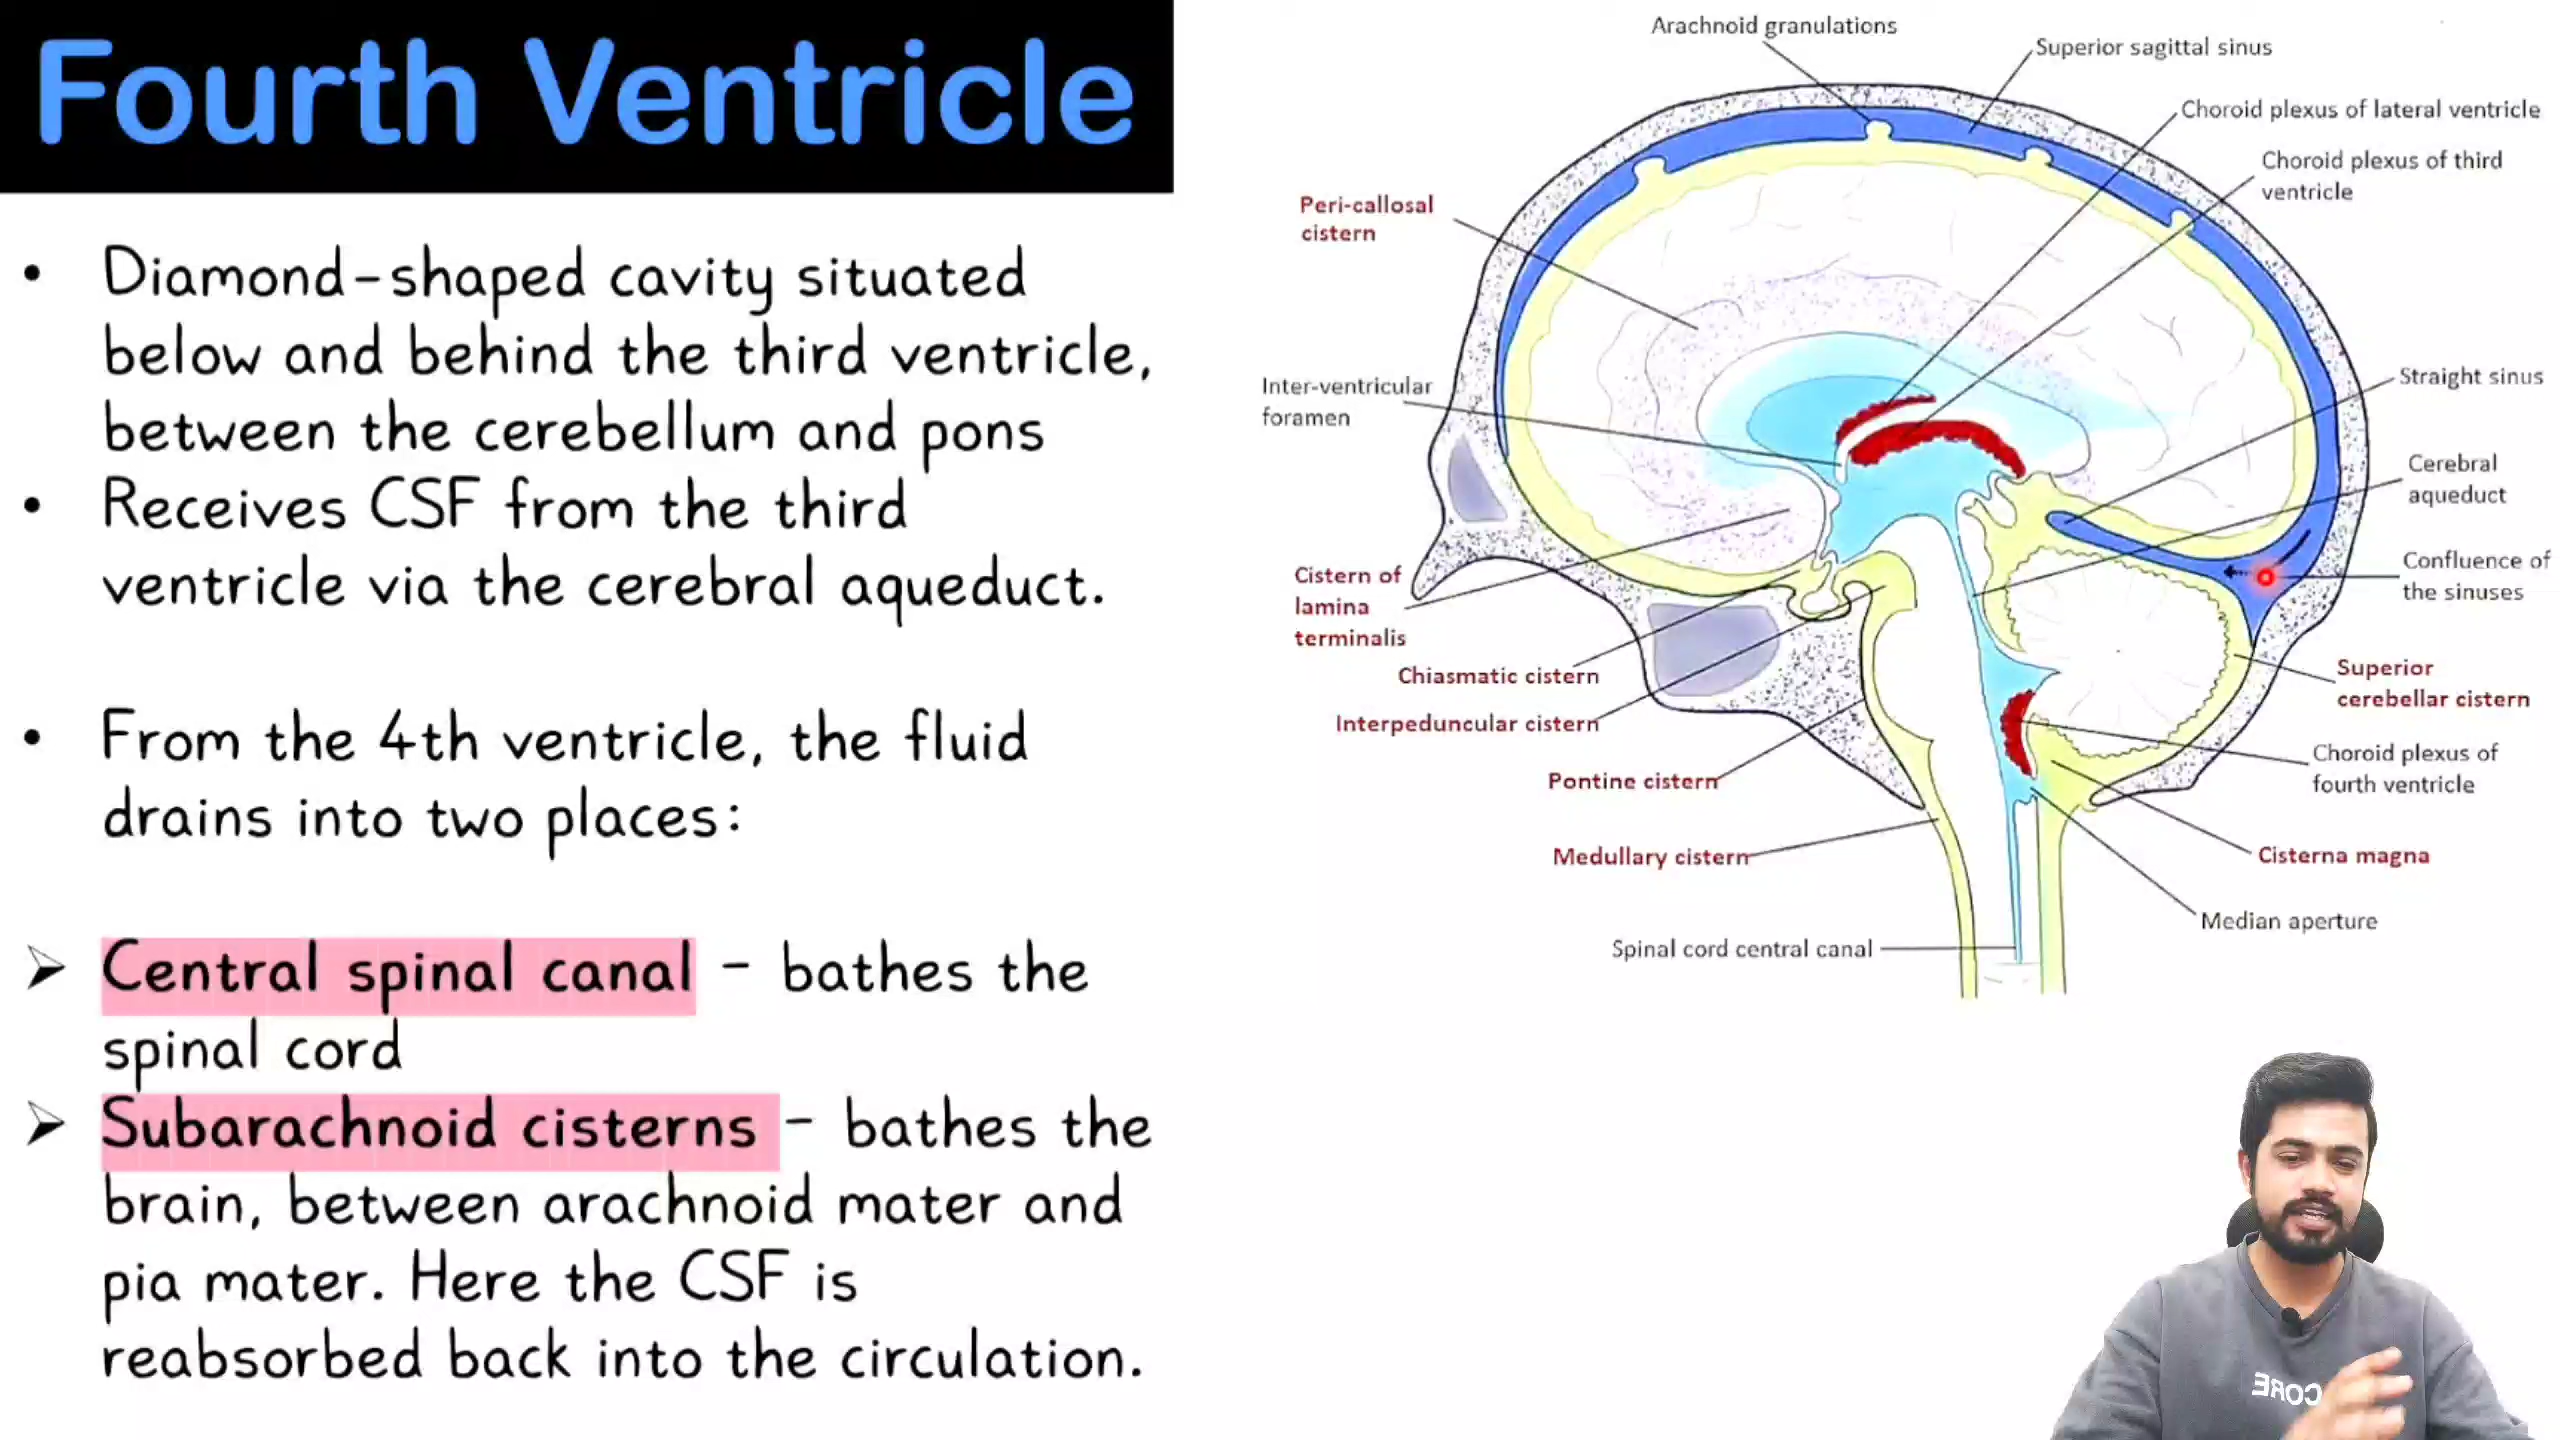 Fourth Ventricle
• Diamond-shaped cavity situated
below and behind the third ventricle,
between the cerebellum and pons
• Receives CSF from the third
ventricle via the cerebral aqueduct.
• From the 4th ventricle, the fluid
drains into two places:
➢ Central spinal canal - bathes the
spinal cord
➢ Subarachnoid cisterns - bathes the
brain, between arachnoid mater and
pia mater. Here the CSF is
reabsorbed back into the circulation.
Arachnoid granulations
Superior sagittal sinus
Choroid plexus of lateral ventricle
Choroid plexus of third
ventricle
Peri-callosal
cistern
Inter-ventricular
foramen
Straight sinus
Cerebral
aqueduct
Confluence of
the sinuses
Cistern of
lamina
terminalis
Chiasmatic cistern
Interpeduncular cistern
Pontine cistern
Medullary cistern
Spinal cord central canal
Superior
cerebellar cistern
Choroid plexus of
fourth ventricle
Cisterna magna
Median aperture
CORE